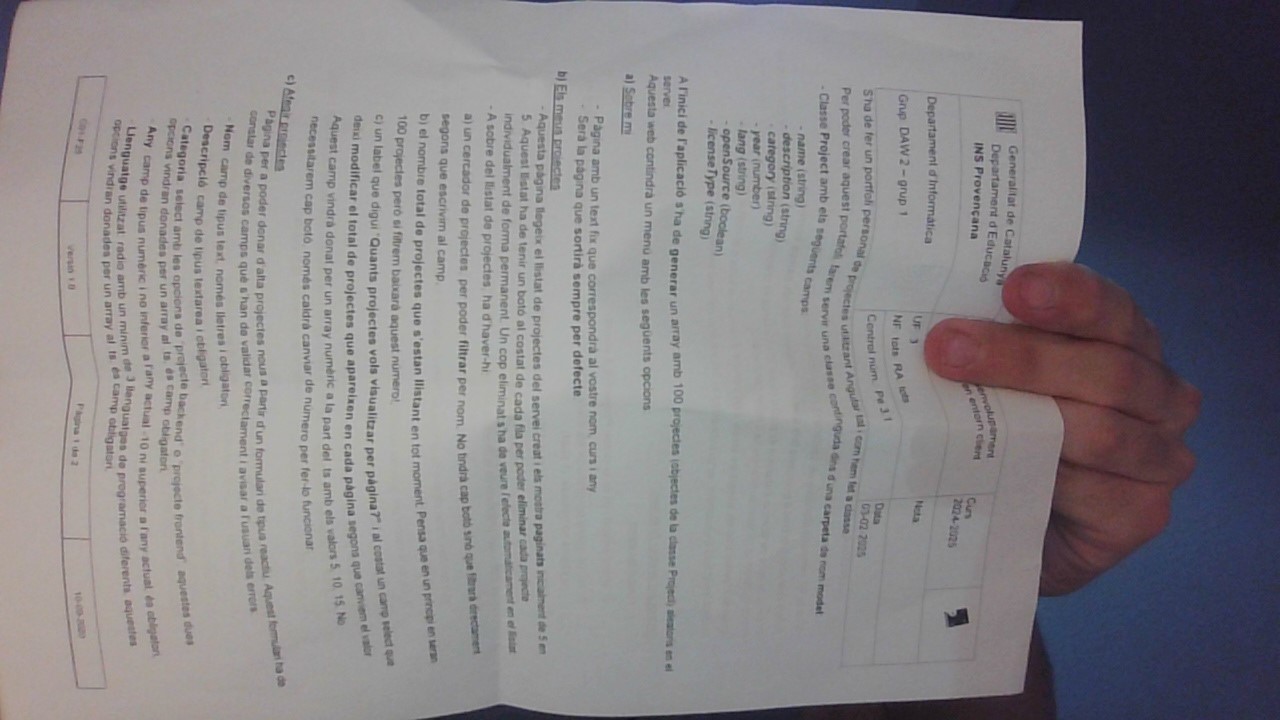 Generalitat de Catalunya
Departament d'Educació
INS Provençana
envolupament
en entorn client
Curs
2024-2025
Departament d'Informàtica
Grup: DAW 2 – grup 1
UF: 3
NF: tots RA: tots
Nota
Control núm. Pe 3.1
Data
03-02-2025
S'ha de fer un portfoli personal de projectes utilitzant Angular tal i com hem fet a classe.
Per poder crear aquest portafoli, farem servir una classe continguda dins d'una carpeta de nom model:
- Classe Project amb els següents camps:
- name (string)
- description (string)
- category (string)
- year (number)
- lang (string)
- openSource (boolean)
- licenseType (string)
A l'inici de l'aplicació s'ha de generar un array amb 100 projectes (objectes de la classe Project) aleatoris en el
servei.
Aquesta web contindrà un menú amb les següents opcions:
a) Sobre mi
- Pàgina amb un text fix que correspondrà al vostre nom, curs i any
- Serà la pàgina que sortirà sempre per defecte
b) Els meus projectes
- Aquesta pàgina llegeix el llistat de projectes del servei creat i els mostra paginats inicialment de 5 en
5. Aquest llistat ha de tenir un botó al costat de cada fila per poder eliminar cada projecte
individualment de forma permanent. Un cop eliminat s'ha de veure l'efecte automàticament en el llistat.
- A sobre del llistat de projectes, ha d'haver-hi:
a) un cercador de projectes, per poder filtrar per nom. No tindrà cap botó sinó que filtrarà directament
segons que escrivim al camp.
b) el nombre total de projectes que s'estan llistant en tot moment. Pensa que en un principi en seran
100 projectes però si filtrem baixarà aquest número!.
c) un label que digui "Quants projectes vols visualitzar per pàgina?" i al costat un camp select que
deixi modificar el total de projectes que apareixen en cada pàgina segons que canviem el valor.
Aquest camp vindrà donat per un array numèric a la part del .ts amb els valors 5, 10, 15. No
necessitarem cap botó, només caldrà canviar de número per fer-lo funcionar.
c) Afegir projectes
Pàgina per a poder donar d'alta projectes nous a partir d'un formulari de tipus reactiu. Aquest formulari ha de
constar de diversos camps què s'han de validar correctament i avisar a l'usuari dels errors.
- Nom: camp de tipus text, només lletres i obligatori.
- Descripció: camp de tipus textarea i obligatori.
- Categoria: select amb les opcions de "projecte backend" o "projecte frontend", aquestes dues
opcions vindran donades per un array al .ts, és camp obligatori.
- Any: camp de tipus numèric i no inferior a l'any actual -10 ni superior a l'any actual, és obligatori.
- Llenguatge utilitzat: radio amb un mínim de 3 llenguatges de programació diferents, aquestes
opcions vindran donades per un array al .ts, és camp obligatori.
G01-F25
Versió 1.0
Pàgina 1 de 2
10-09-2020